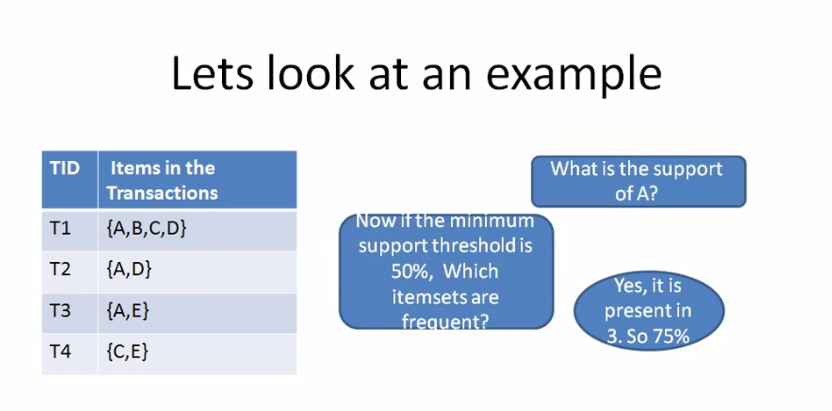 Lets look at an example
TID Items in the
Transactions
T1 {A,B,C,D}
T2 {A,D}
T3 {A,E}
T4 {C,E}
What is the support
of A?
Now if the minimum
support threshold is
50%, Which
itemsets are
frequent?
Yes, it is
present in
3. So 75%